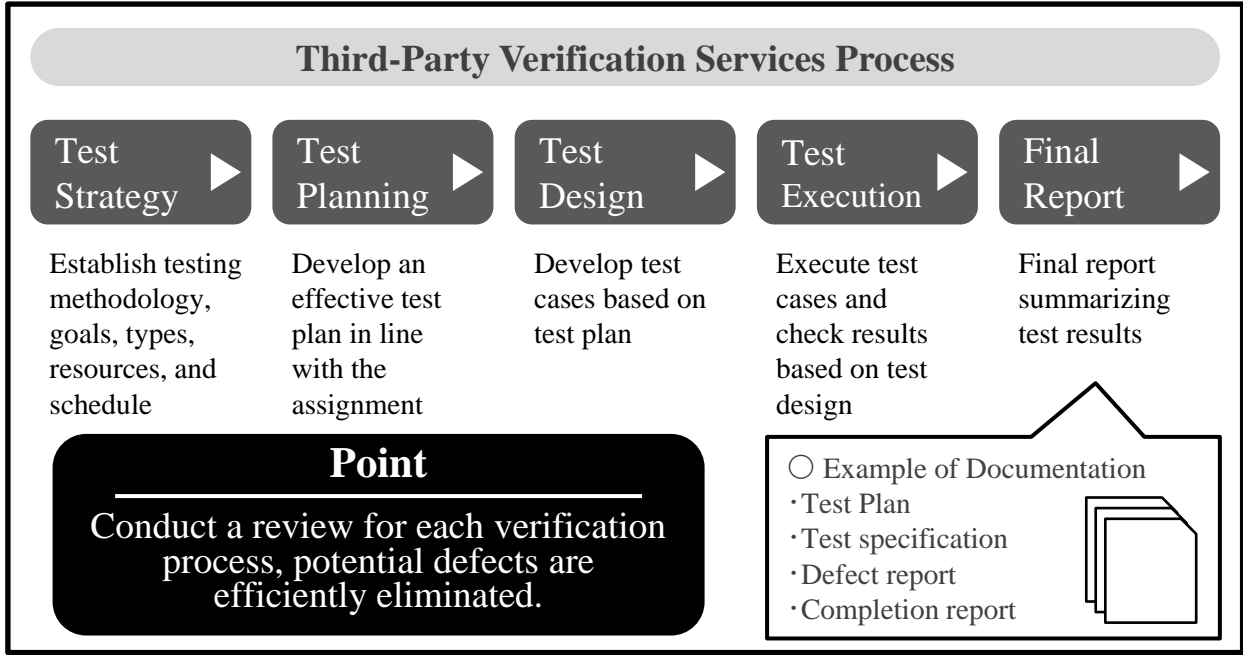 Third-Party Verification Services Process
Test
Strategy
Test
Planning
Test
Design
Test
Execution
Final
Report
Establish testing
methodology,
goals, types,
resources, and
schedule
Develop an
effective test
plan in line
with the
assignment
Develop test
cases based on
test plan
Execute test
cases and
check results
based on test
design
Final report
summarizing
test results
Point
Conduct a review for each verification
process, potential defects are
efficiently eliminated.
○ Example of Documentation
・Test Plan
・Test specification
・Defect report
・Completion report